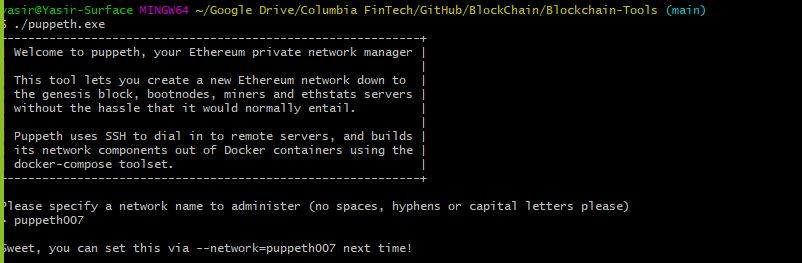 yasir@Yasir-Surface MINGW64 ~/Google Drive/Columbia FinTech/GitHub/BlockChain/Blockchain-Tools (main)
$ ./puppeth.exe
+-----------------------------------------------------------+
| Welcome to puppeth, your Ethereum private network manager |
|                                                           |
| This tool lets you create a new Ethereum network down to  |
| the genesis block, bootnodes, miners and ethstats servers |
| without the hassle that it would normally entail.         |
|                                                           |
| Puppeth uses SSH to dial in to remote servers, and builds |
| its network components out of Docker containers using the |
| docker-compose toolset.                                   |
+-----------------------------------------------------------+
Please specify a network name to administer (no spaces, hyphens or capital letters please)
> puppeth007
Sweet, you can set this via --network=puppeth007 next time!